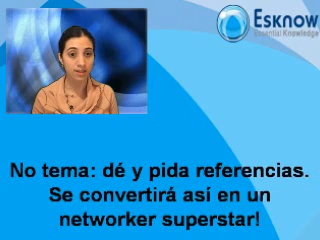 Esknow
Essential Knowledge
No tema: dé y pida referencias.
Se convertirá así en un
networker superstar!